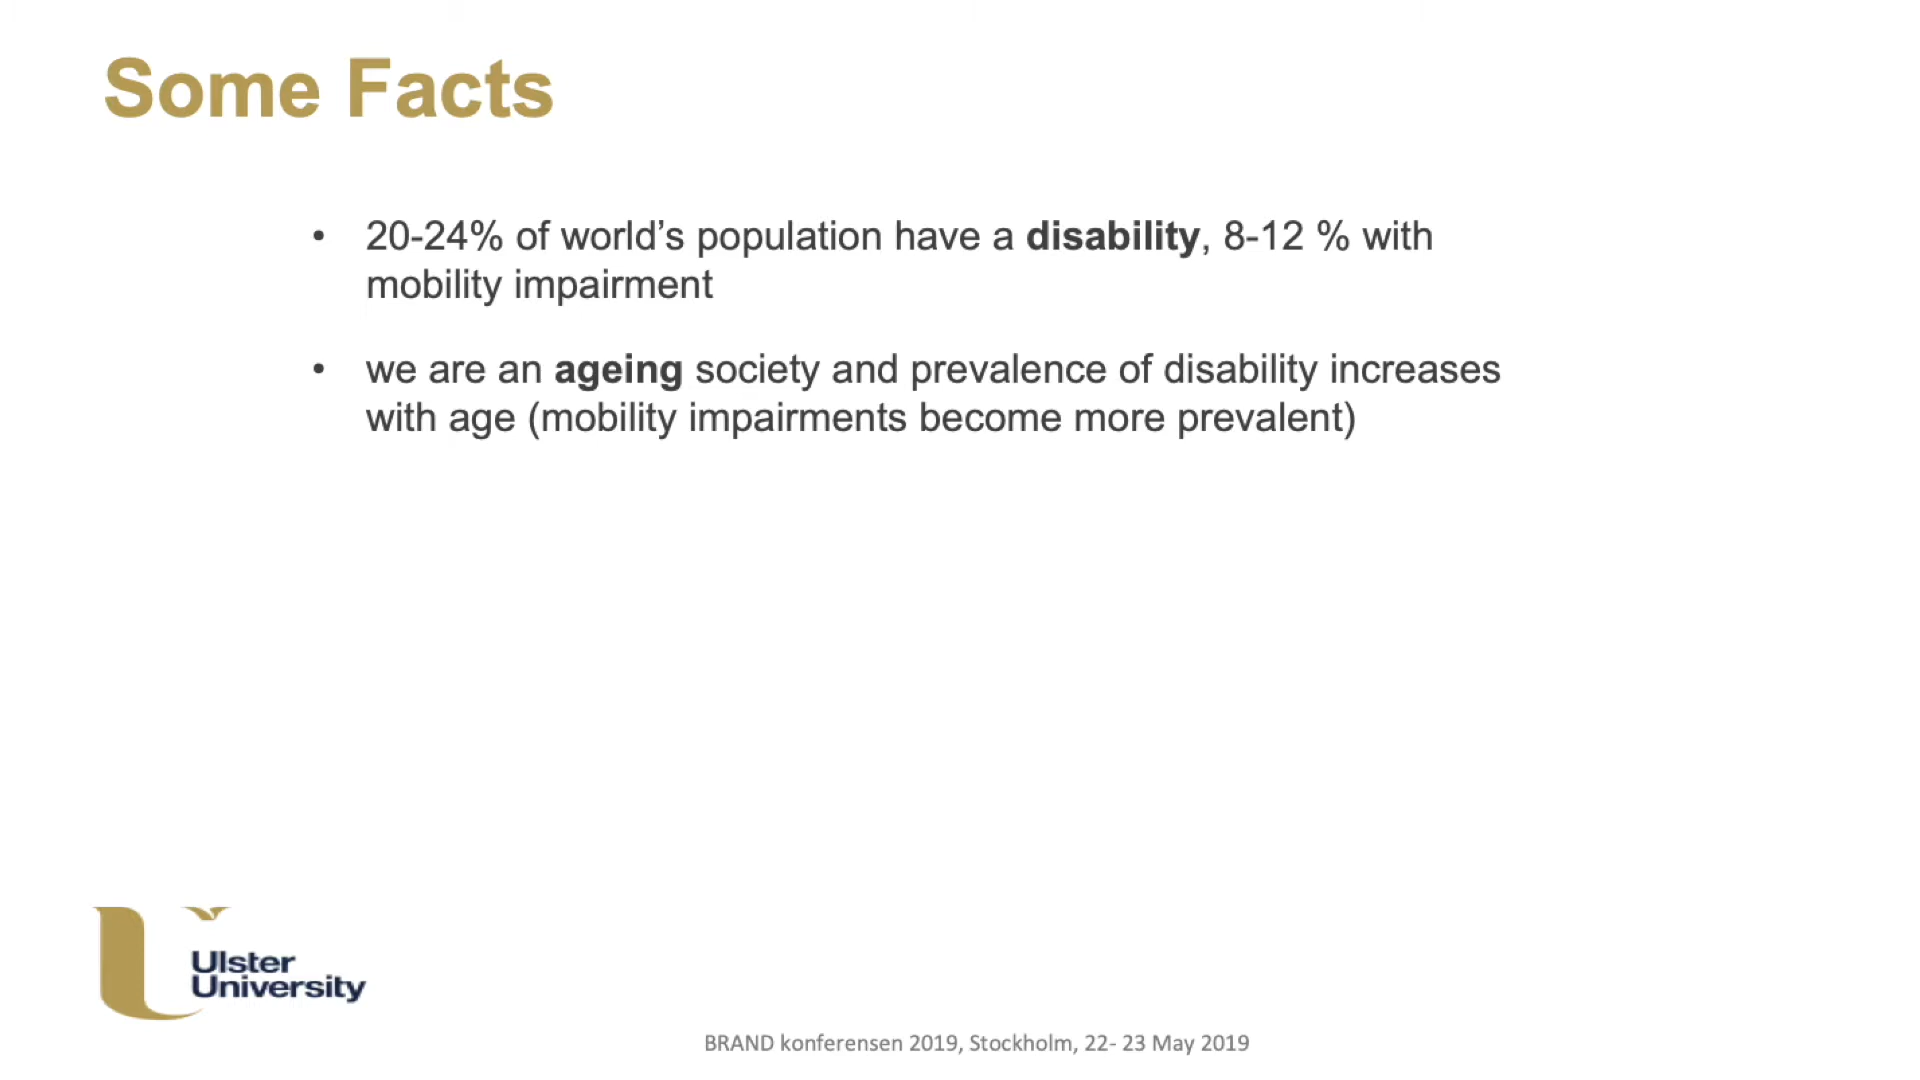 Some Facts
• 20-24% of world’s population have a disability, 8-12 % with
mobility impairment
• we are an ageing society and prevalence of disability increases
with age (mobility impairments become more prevalent)
Ulster
University
BRAND konferensen 2019, Stockholm, 22- 23 May 2019